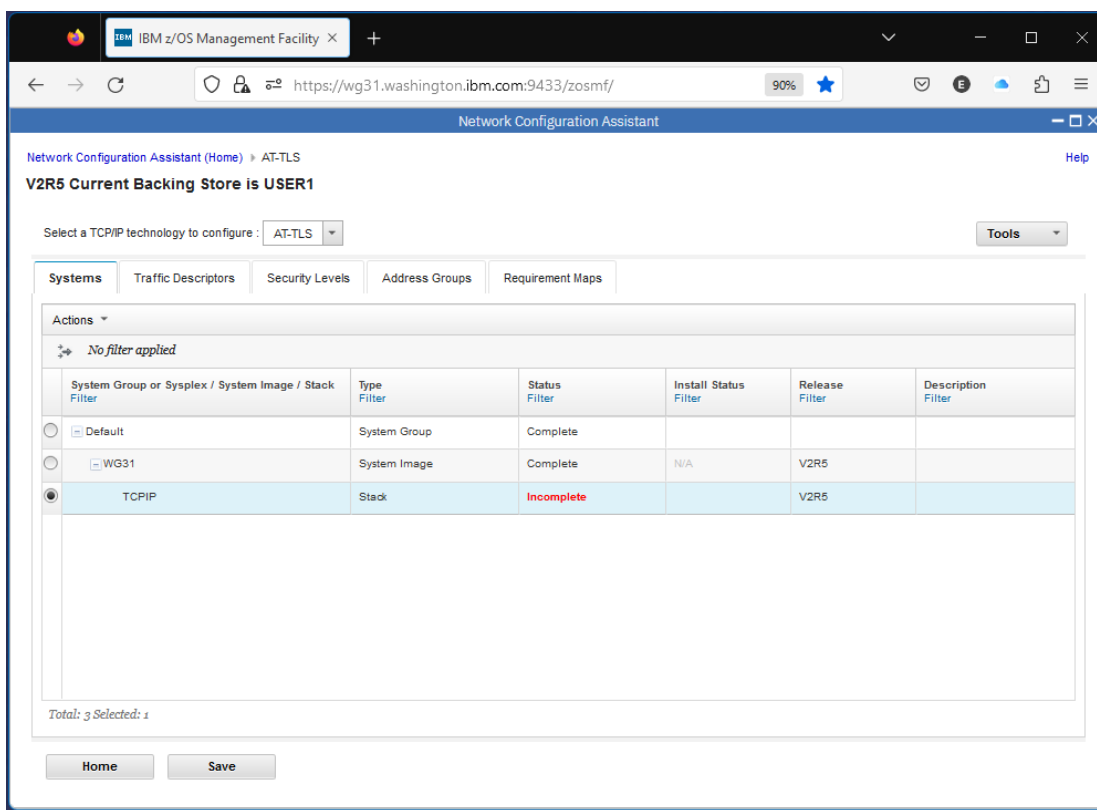 IBM IBM z/OS Management Facility
https://wg31.washington.ibm.com:9433/zosmf/ 90% E
Network Configuration Assistant
Network Configuration Assistant (Home) AT-TLS Help
V2R5 Current Backing Store is USER1
Select a TCP/IP technology to configure : AT-TLS Tools
Systems Traffic Descriptors Security Levels Address Groups Requirement Maps
Actions
No filter applied
System Group or Sysplex / System Image / Stack Type Status Install Status Release Description
Filter Filter Filter Filter Filter Filter
Default System Group Complete
WG31 System Image Complete N/A V2R5
TCPIP Stack Incomplete V2R5
Total: 3 Selected: 1
Home Save